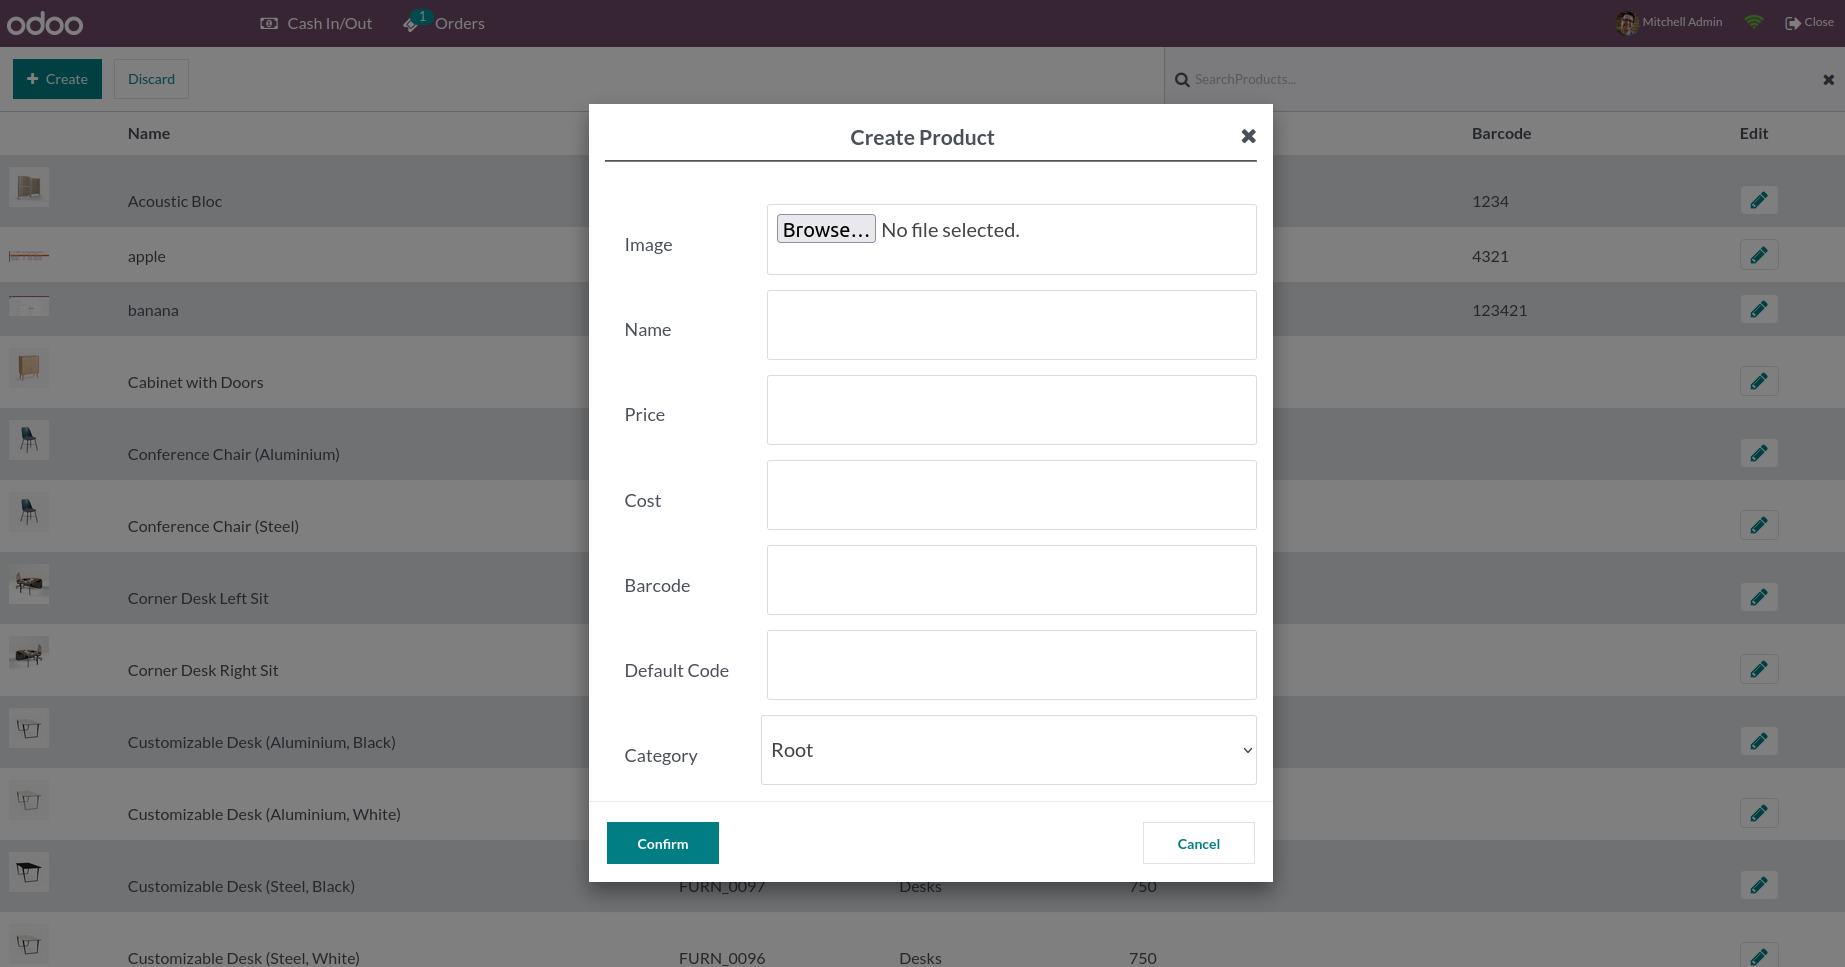 odoo
Cash In/Out
1
Orders
Mitchell Admin
Close
Create
Discard
SearchProducts...
Name
Barcode
Edit
Create Product
Image
Browse...
No file selected.
Name
Price
Cost
Barcode
Default Code
Category
Root
Confirm
Cancel
Acoustic Bloc
1234
apple
4321
banana
123421
Cabinet with Doors
Conference Chair (Aluminium)
Conference Chair (Steel)
Corner Desk Left Sit
Corner Desk Right Sit
Customizable Desk (Aluminium, Black)
Customizable Desk (Aluminium, White)
Customizable Desk (Steel, Black)
FURN_0097
Desks
750
Customizable Desk (Steel, White)
FURN_0096
Desks
750